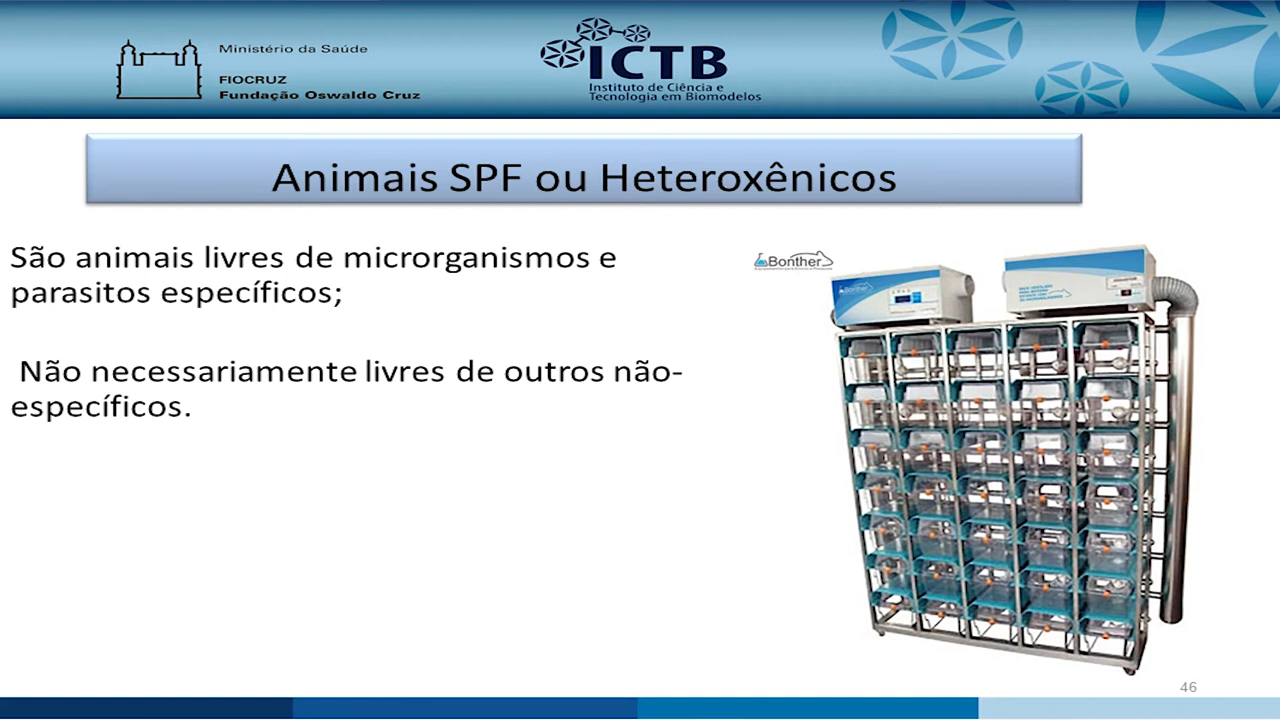 Ministério da Saúde
FIOCRUZ
Fundação Oswaldo Cruz
ICTB
Instituto de Ciência e
Tecnologia em Biomodelos
Animais SPF ou Heteroxênicos
São animais livres de microrganismos e
parasitos específicos;
Não necessariamente livres de outros não-
específicos.
Bonther
Bonther
46